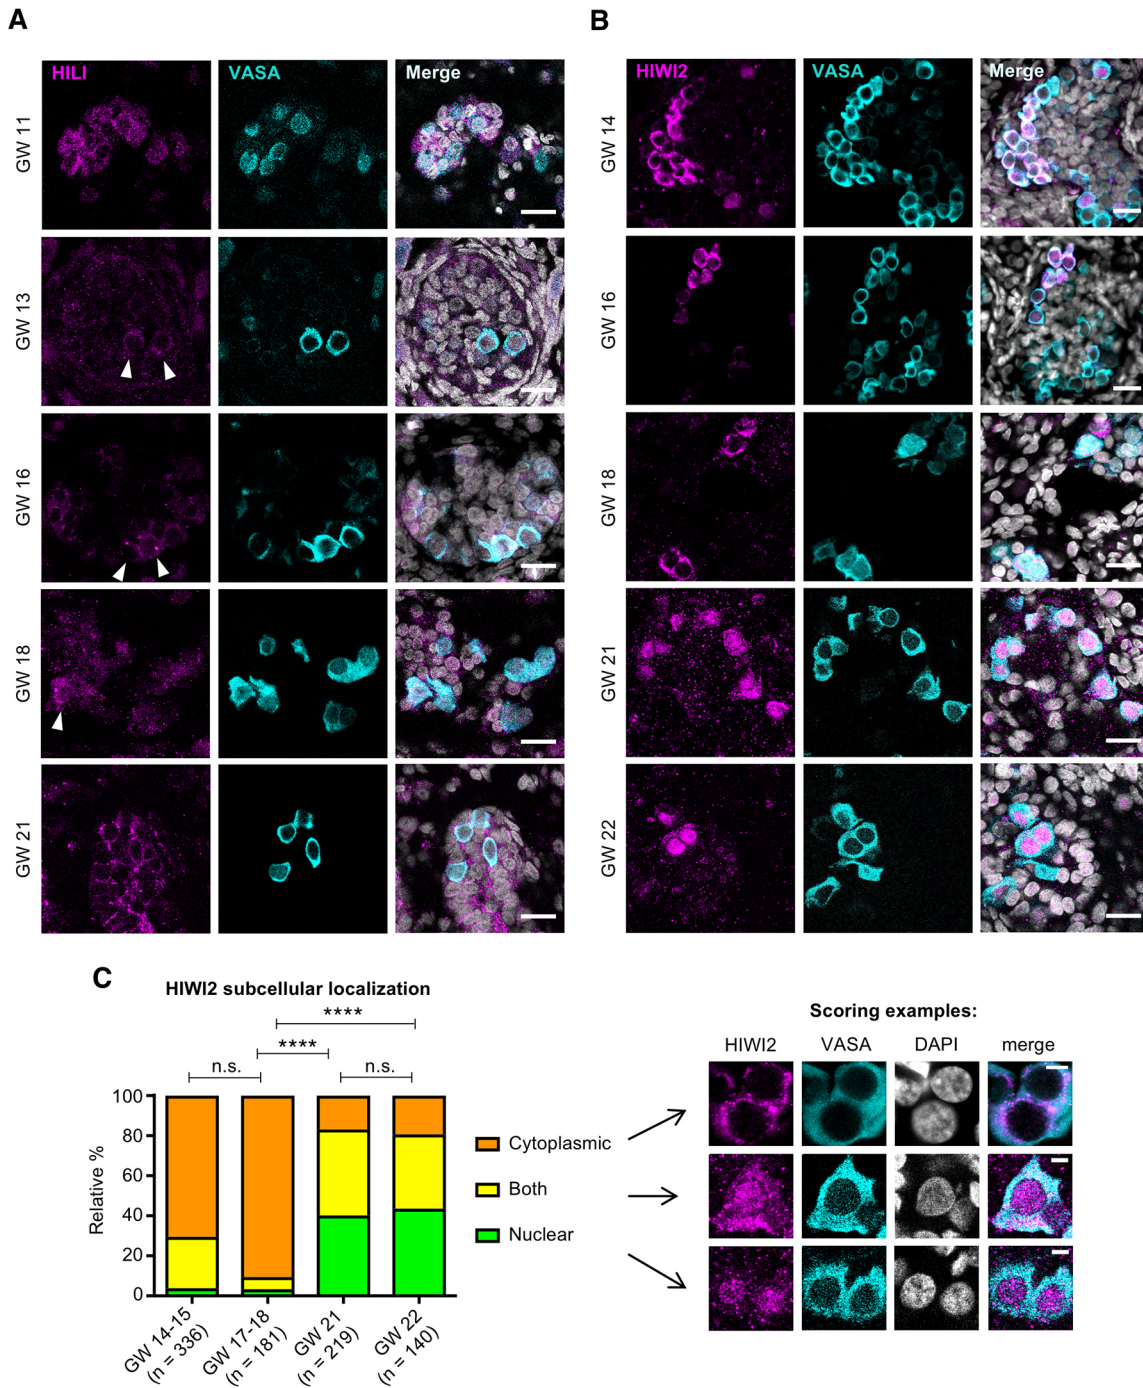 A
HILI VASA Merge
GW 11
GW 13
GW 16
GW 18
GW 21
B
HIWI2 VASA Merge
GW 14
GW 16
GW 18
GW 21
GW 22
C
HIWI2 subcellular localization
****
****
n.s. n.s.
Relative %
100
80
60
40
20
0
GW 14-15
(n = 336)
GW 17-18
(n = 181)
GW 21
(n = 219)
GW 22
(n = 140)
Cytoplasmic
Both
Nuclear
Scoring examples:
HIWI2 VASA DAPI merge